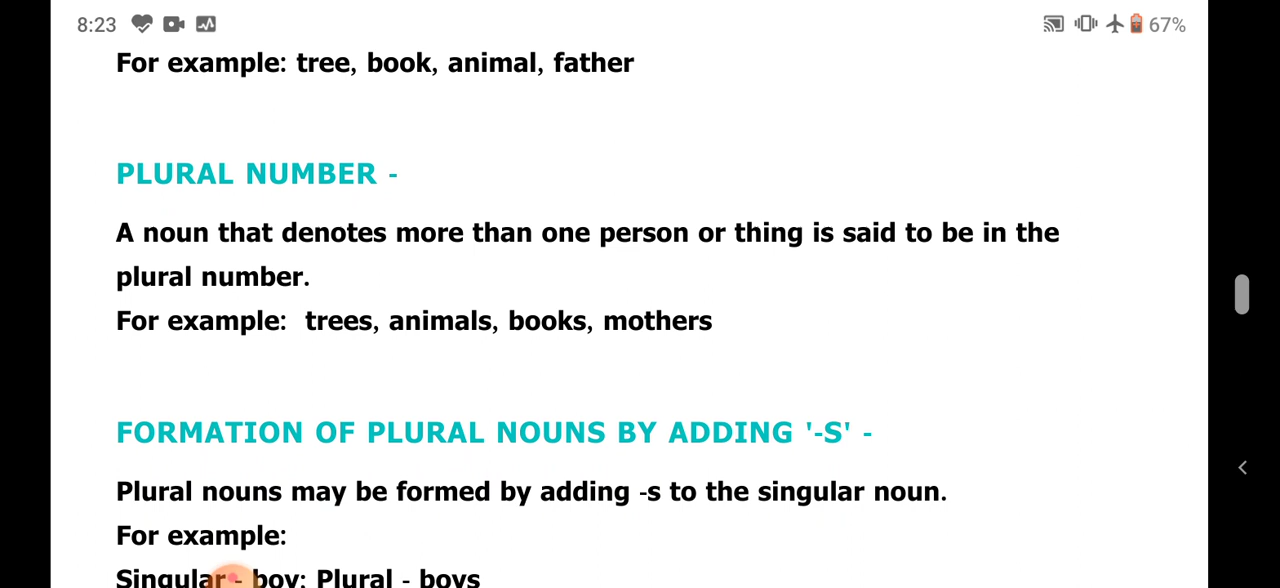 8:23 67%
For example: tree, book, animal, father
PLURAL NUMBER -
A noun that denotes more than one person or thing is said to be in the
plural number.
For example:  trees, animals, books, mothers
FORMATION OF PLURAL NOUNS BY ADDING '-S' -
Plural nouns may be formed by adding -s to the singular noun.
For example:
Singular - boy; Plural - boys